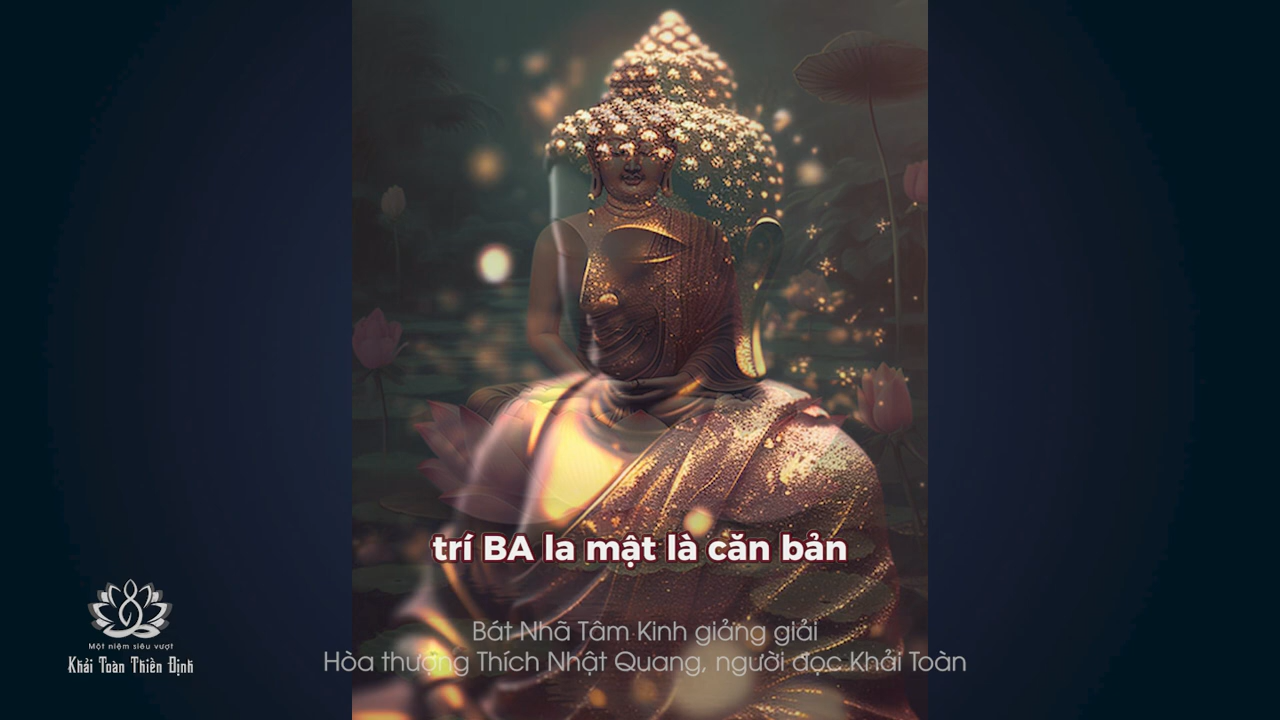 trí BA la mật là căn bản
Bát Nhã Tâm Kinh giảng giải
Hòa thượng Thích Nhật Quang, người đọc Khải Toàn
Một niệm siêu vượt
Khải Toàn Thiền Định